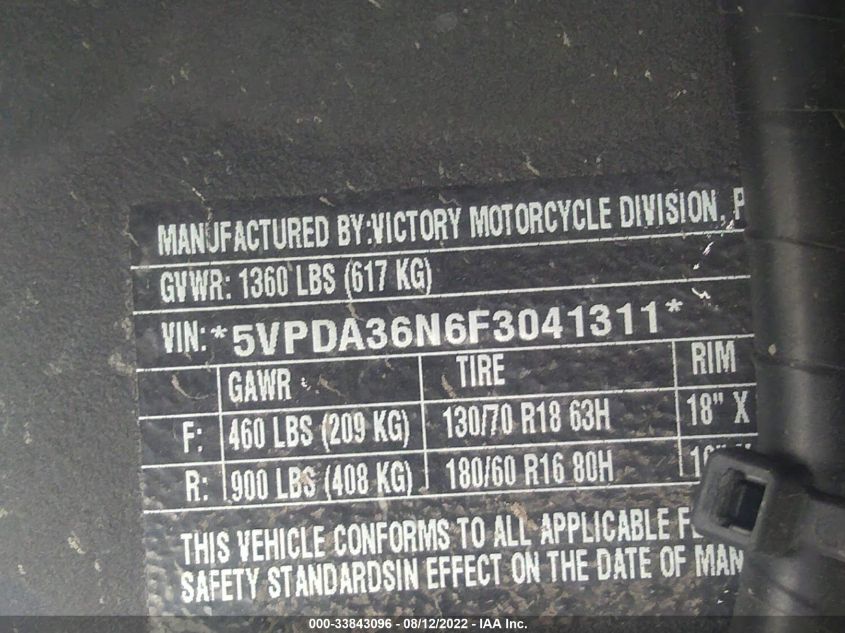 MANUFACTURED BY:VICTORY MOTORCYCLE DIVISION, P
GVWR: 1360 LBS (617 KG)
VIN: *5VPDA36N6F3041311*
GAWR TIRE RIM
F: 460 LBS (209 KG) 130/70 R18 63H 18" X
R: 900 LBS (408 KG) 180/60 R16 80H
THIS VEHICLE CONFORMS TO ALL APPLICABLE
SAFETY STANDARDSIN EFFECT ON THE DATE OF MAN
000-33843096 - 08/12/2022 - IAA Inc.